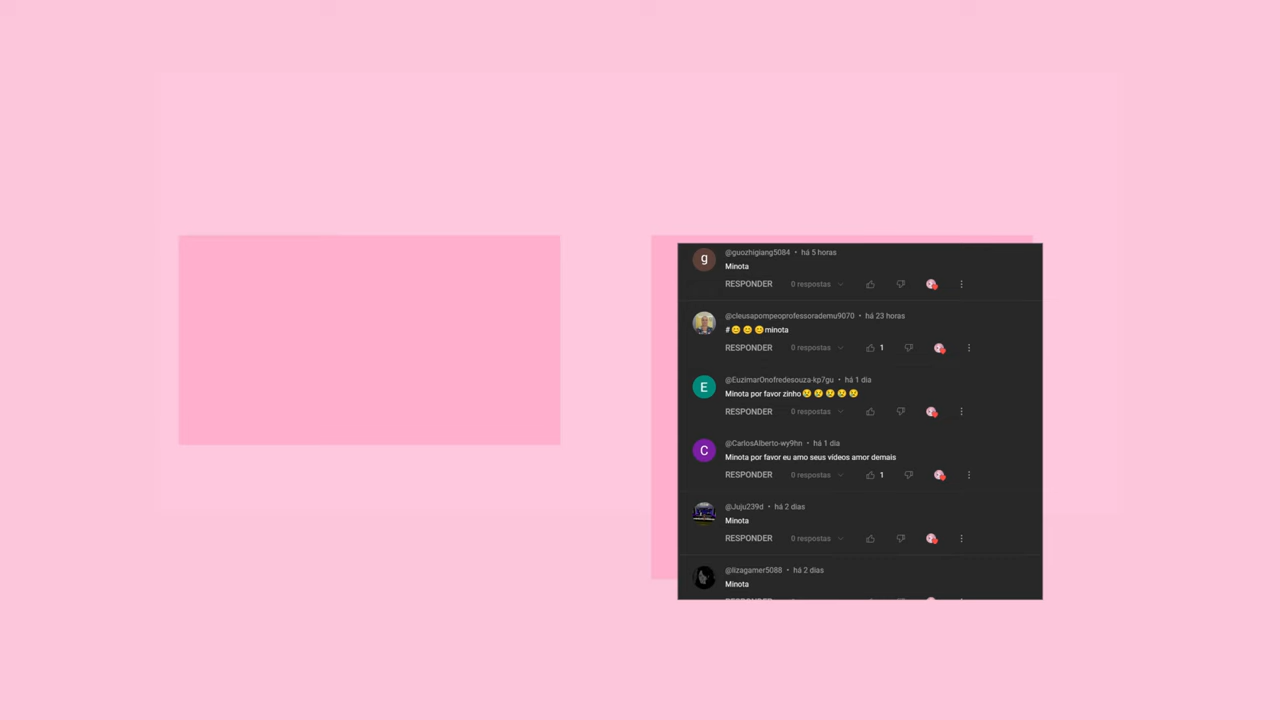 g
@guozhigiang5084 • há 5 horas
Minota
RESPONDER 0 respostas
@cleusapompeoprofessorademu9070 • há 23 horas
#😊😊😊minota
RESPONDER 0 respostas 1
E
@EuzimarOnofredesouza-kp7gu • há 1 dia
Minota por favor zinho😢😢😢😢😢
RESPONDER 0 respostas
C
@CarlosAlberto-wy9hn • há 1 dia
Minota por favor eu amo seus vídeos amor demais
RESPONDER 0 respostas 1
@Juju239d • há 2 dias
Minota
RESPONDER 0 respostas
@lizagamer5088 • há 2 dias
Minota